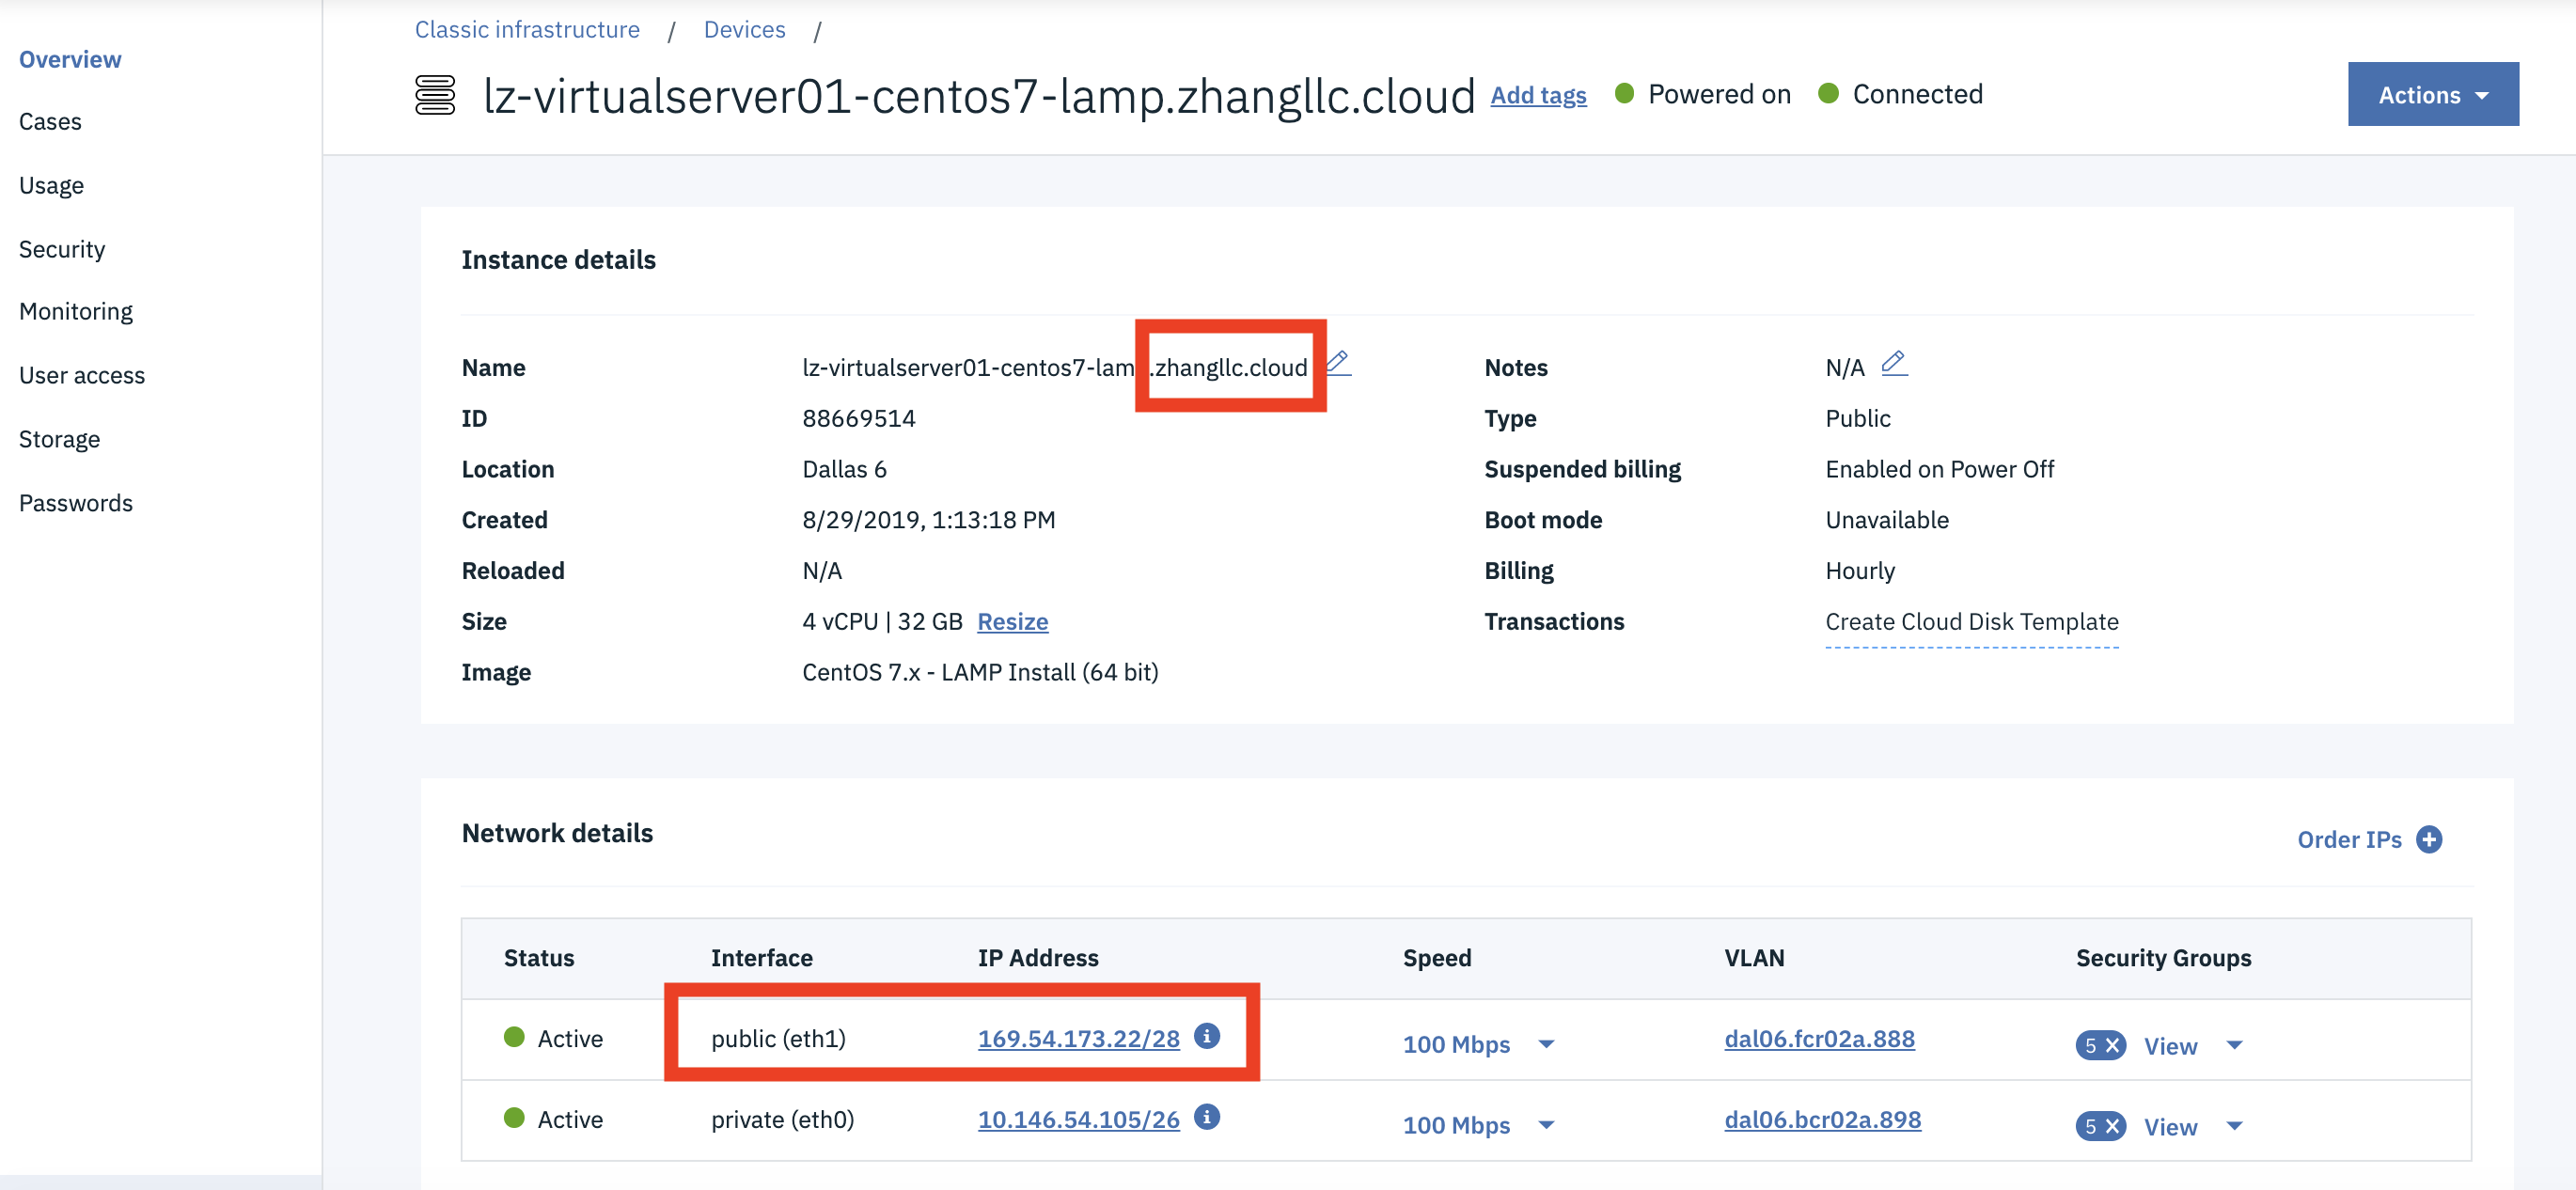 Classic infrastructure / Devices /
lz-virtualserver01-centos7-lamp.zhangllc.cloud Add tags Powered on Connected Actions
Overview
Cases
Usage
Security
Monitoring
User access
Storage
Passwords
Instance details
Name lz-virtualserver01-centos7-lam .zhangllc.cloud
ID 88669514
Location Dallas 6
Created 8/29/2019, 1:13:18 PM
Reloaded N/A
Size 4 vCPU | 32 GB Resize
Image CentOS 7.x - LAMP Install (64 bit)
Notes N/A
Type Public
Suspended billing Enabled on Power Off
Boot mode Unavailable
Billing Hourly
Transactions Create Cloud Disk Template
Network details
Order IPs
Status Interface IP Address Speed VLAN Security Groups
Active public (eth1) 169.54.173.22/28 100 Mbps dal06.fcr02a.888 5 View
Active private (eth0) 10.146.54.105/26 100 Mbps dal06.bcr02a.898 5 View